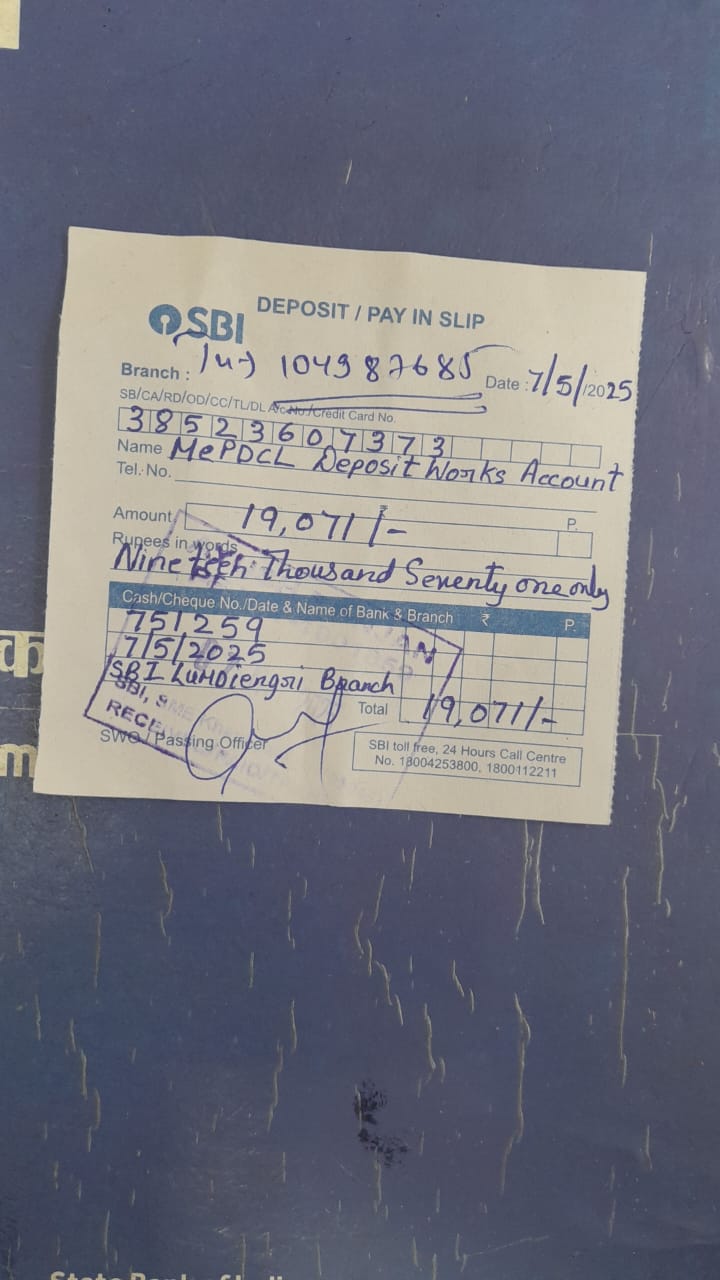 DEPOSIT / PAY IN SLIP
SBI
Branch : 104987685 Date : 7/5/2025
SB/CA/RD/OD/CC/TL/DL A/c No./Credit Card No.
38523607373
Name MePDCL Deposit Works Account
Tel. No.
Amount ₹ 19,071/- P.
Rupees in words
Nineteen Thousand Seventy one only
Cash/Cheque No./Date & Name of Bank & Branch ₹ P.
751259
7/5/2025
SBI Lumdiengjri Branch
Total 19,071/-
SBI, SME
RECE
SWO / Passing Officer
SBI toll free, 24 Hours Call Centre
No. 18004253800, 1800112211
क